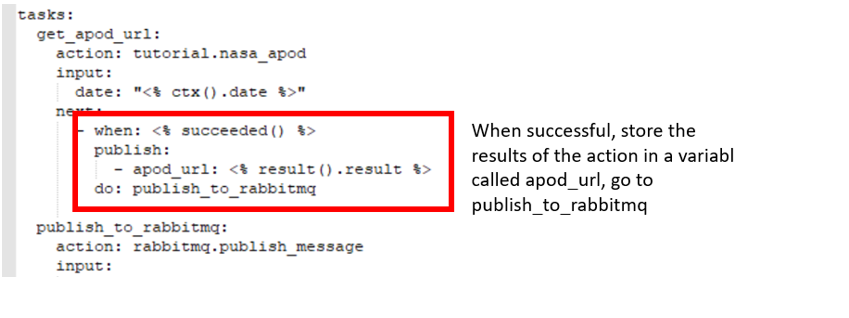 tasks:
get_apod_url:
action: tutorial.nasa_apod
input:
date: "<% ctx().date %>"
next:
- when: <% succeeded() %>
publish:
- apod_url: <% result().result %>
do: publish_to_rabbitmq
publish_to_rabbitmq:
action: rabbitmq.publish_message
input:
When successful, store the
results of the action in a variabl
called apod_url, go to
publish_to_rabbitmq